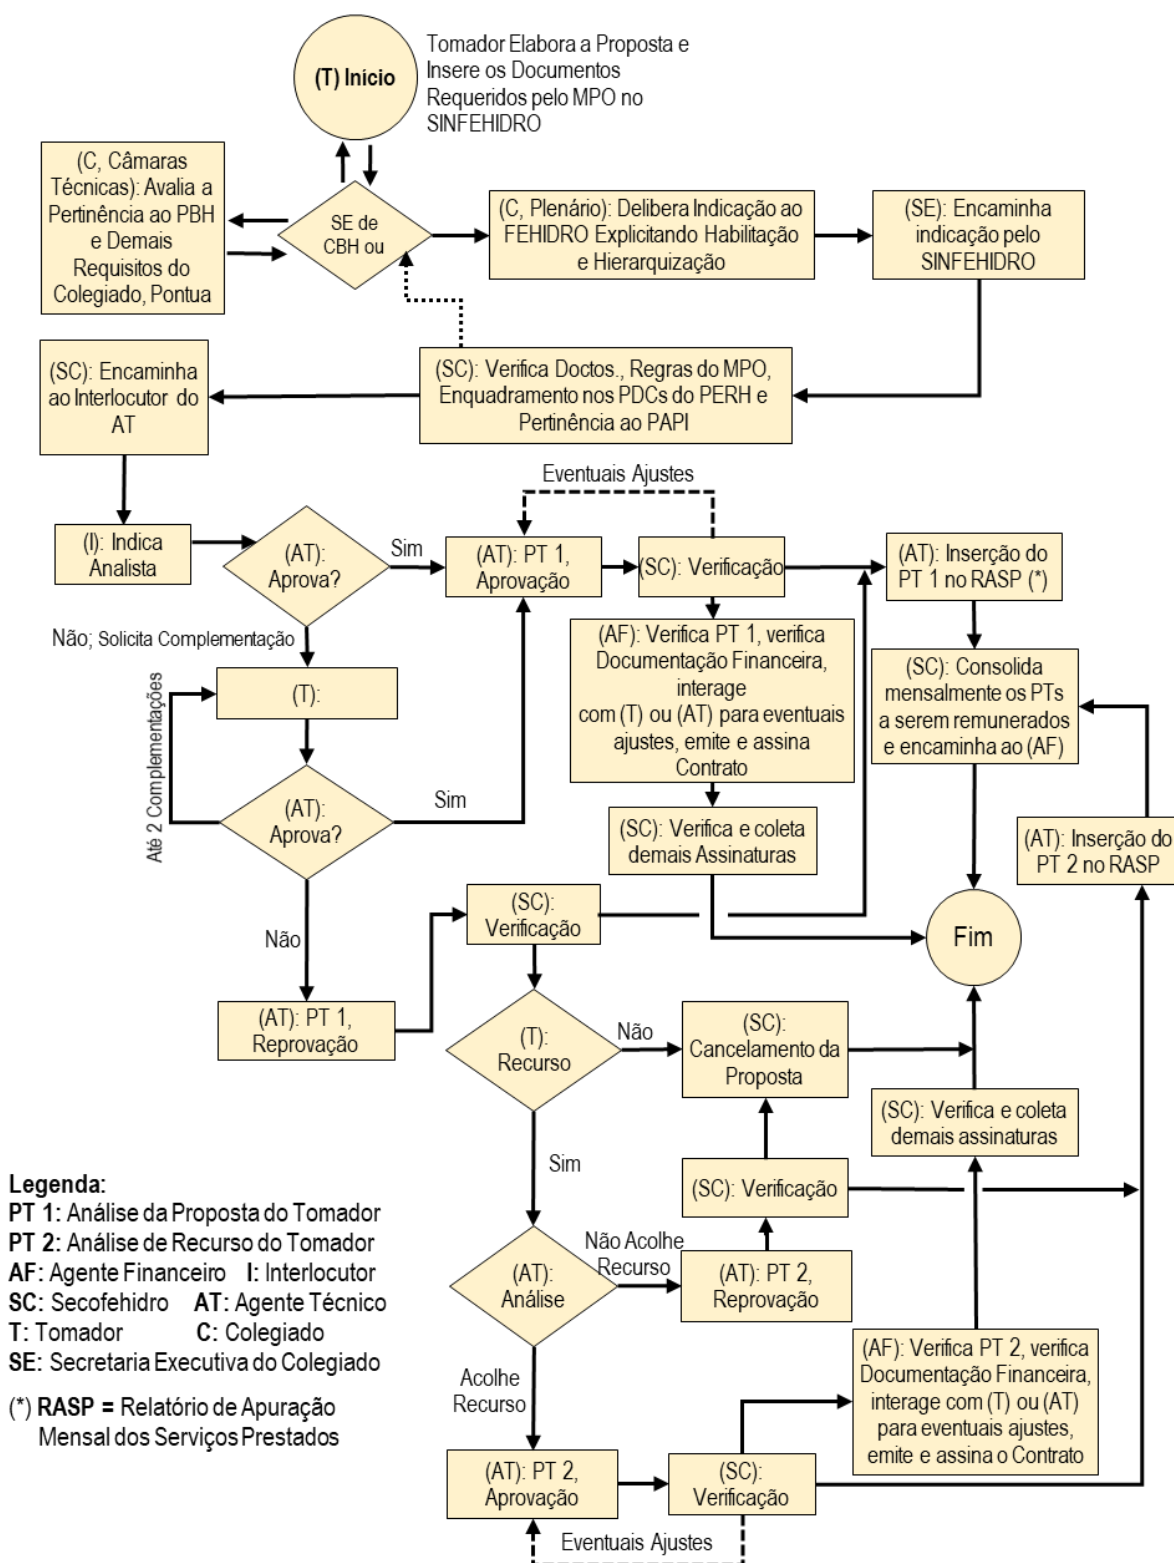 (T) Início
Tomador Elabora a Proposta e
Insere os Documentos
Requeridos pelo MPO no
SINFEHIDRO
(C, Câmaras
Técnicas): Avalia a
Pertinência ao PBH
e Demais
Requisitos do
Colegiado, Pontua
SE de
CBH ou
(C, Plenário): Delibera Indicação ao
FEHIDRO Explicitando Habilitação
e Hierarquização
(SE): Encaminha
indicação pelo
SINFEHIDRO
(SC): Encaminha
ao Interlocutor do
AT
(SC): Verifica Doctos., Regras do MPO,
Enquadramento nos PDCs do PERH e
Pertinência ao PAPI
Eventuais Ajustes
(I): Indica
Analista
(AT):
Aprova?
Sim
(AT): PT 1,
Aprovação
(SC): Verificação
(AT): Inserção do
PT 1 no RASP (*)
Não; Solicita Complementação
(T):
Até 2 Complementações
(AF): Verifica PT 1, verifica
Documentação Financeira,
interage
com (T) ou (AT) para eventuais
ajustes, emite e assina
Contrato
(SC): Consolida
mensalmente os PTs
a serem remunerados
e encaminha ao (AF)
(AT):
Aprova?
Sim
(SC): Verifica e coleta
demais Assinaturas
(AT): Inserção do
PT 2 no RASP
Não
(SC):
Verificação
Fim
(AT): PT 1,
Reprovação
(T):
Recurso
Não
(SC):
Cancelamento da
Proposta
(SC): Verifica e coleta
demais assinaturas
Sim
(SC): Verificação
(AT):
Análise
Não Acolhe
Recurso
(AT): PT 2,
Reprovação
Acolhe
Recurso
(AF): Verifica PT 2, verifica
Documentação Financeira,
interage com (T) ou (AT)
para eventuais ajustes,
emite e assina o Contrato
(AT): PT 2,
Aprovação
(SC):
Verificação
Eventuais Ajustes
Legenda:
PT 1: Análise da Proposta do Tomador
PT 2: Análise de Recurso do Tomador
AF: Agente Financeiro I: Interlocutor
SC: Secofehidro AT: Agente Técnico
T: Tomador C: Colegiado
SE: Secretaria Executiva do Colegiado
(*) RASP = Relatório de Apuração
Mensal dos Serviços Prestados